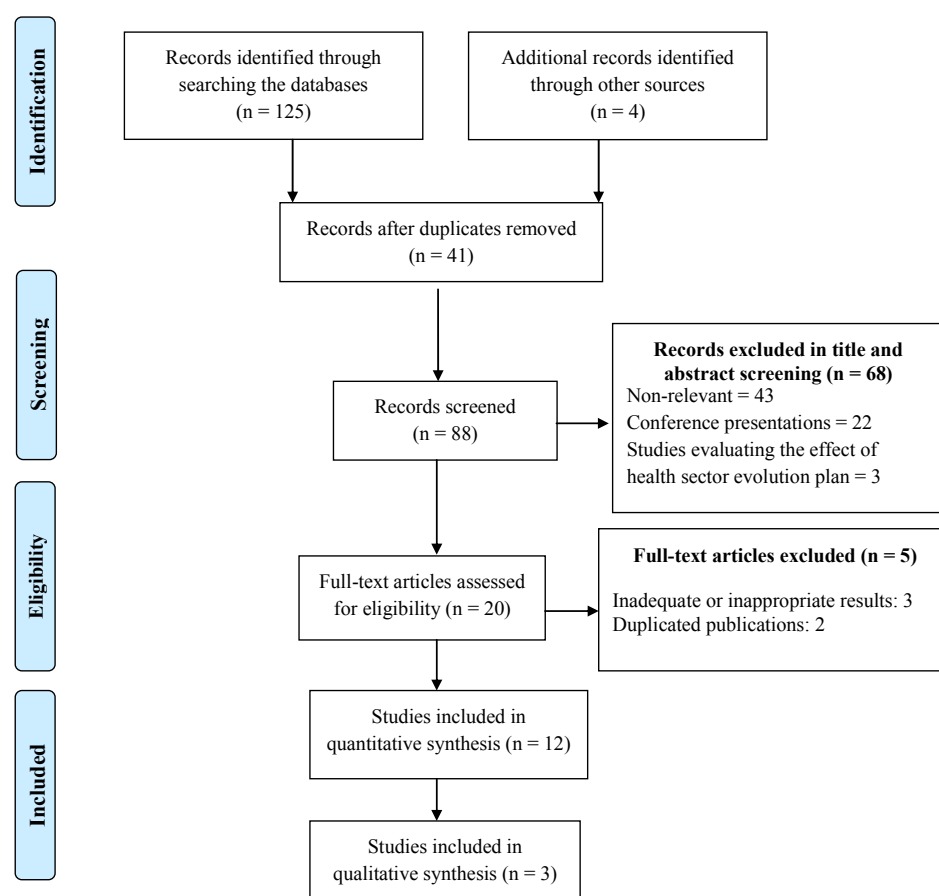 Identification
Records identified through
searching the databases
(n = 125)
Additional records identified
through other sources
(n = 4)
Records after duplicates removed
(n = 41)
Screening
Records screened
(n = 88)
Records excluded in title and
abstract screening (n = 68)
Non-relevant = 43
Conference presentations = 22
Studies evaluating the effect of
health sector evolution plan = 3
Eligibility
Full-text articles assessed
for eligibility (n = 20)
Full-text articles excluded (n = 5)
Inadequate or inappropriate results: 3
Duplicated publications: 2
Included
Studies included in
quantitative synthesis (n = 12)
Studies included in
qualitative synthesis (n = 3)